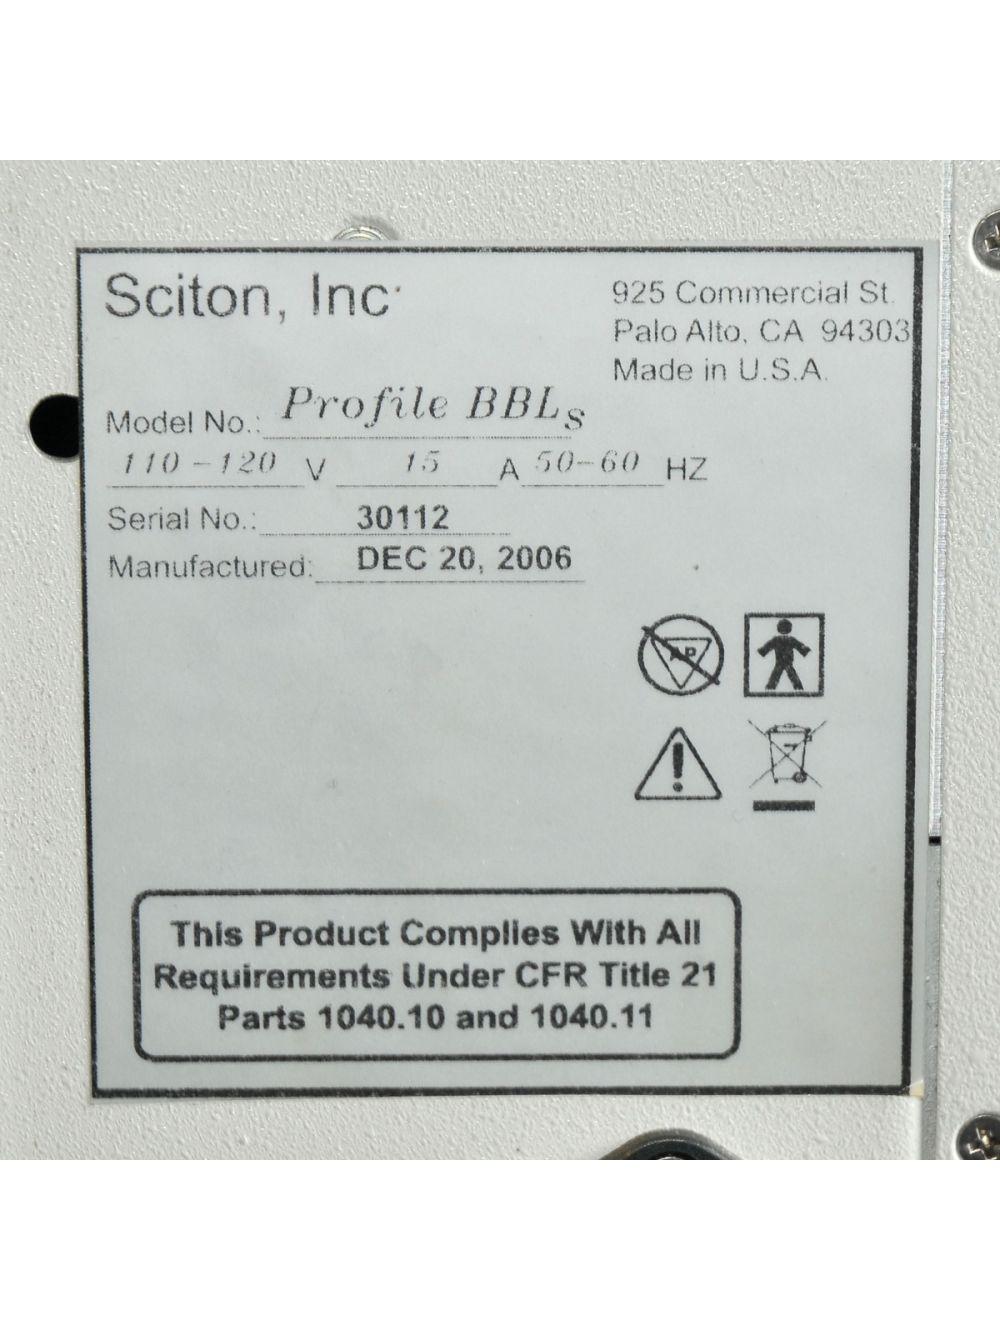 Sciton, Inc.
925 Commercial St.
Palo Alto, CA 94303
Made in U.S.A.
Model No.: Profile BBLs
110-120 V 15 A 50-60 HZ
Serial No.: 30112
Manufactured: DEC 20, 2006
AP
This Product Complies With All
Requirements Under CFR Title 21
Parts 1040.10 and 1040.11